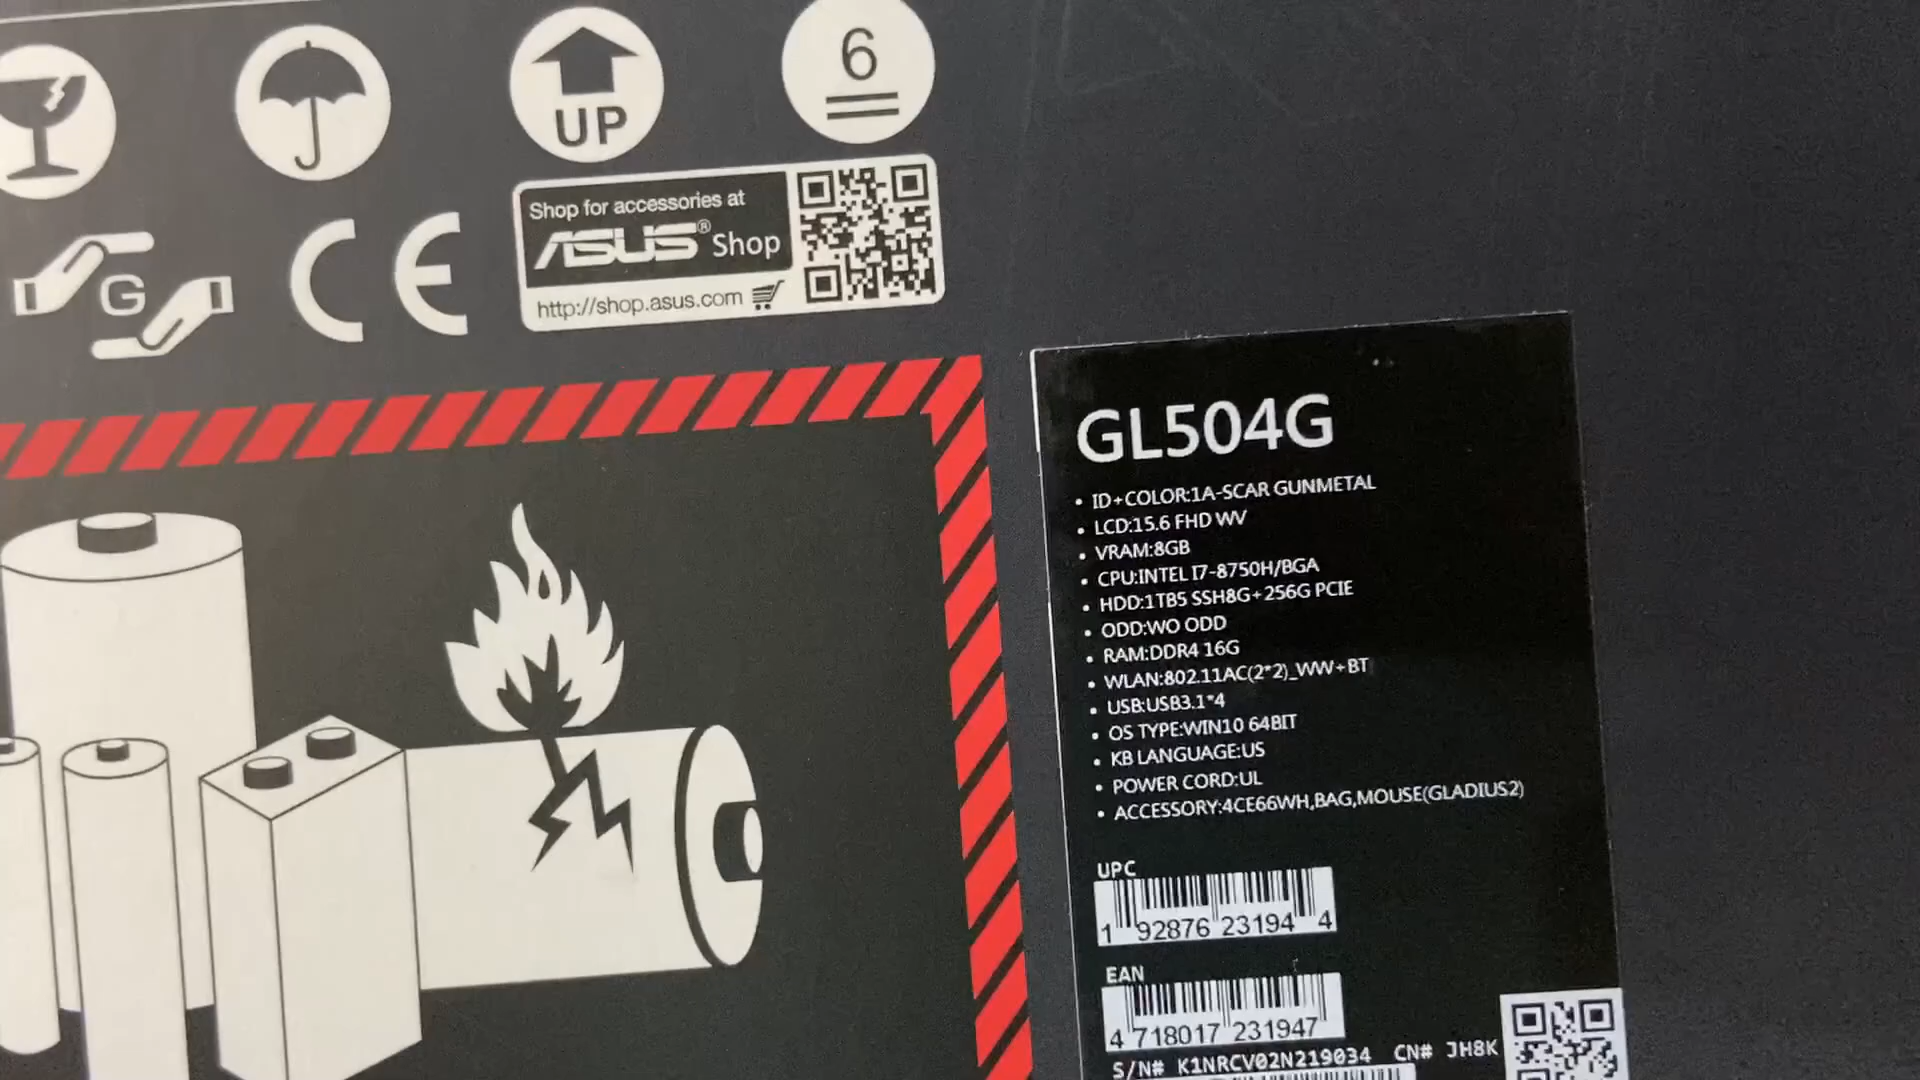 UP
6
Shop for accessories at
ASUS® Shop
http://shop.asus.com
G
CE
GL504G
• ID+COLOR:1A-SCAR GUNMETAL
• LCD:15.6 FHD WV
• VRAM:8GB
• CPU:INTEL I7-8750H/BGA
• HDD:1TB5 SSH8G+256G PCIE
• ODD:WO ODD
• RAM:DDR4 16G
• WLAN:802.11AC(2*2)_WW+BT
• USB:USB3.1*4
• OS TYPE:WIN10 64BIT
• KB LANGUAGE:US
• POWER CORD:UL
• ACCESSORY:4CE66WH,BAG,MOUSE(GLADIUS2)
UPC
1 92876 23194 4
EAN
4 718017 231947
S/N# K1NRCV02N219034 CN# JH8K